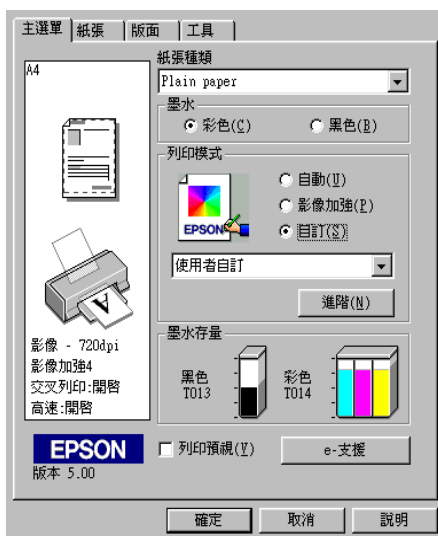 主選單 紙張 版面 工具
A4
紙張種類
Plain paper
墨水
彩色(C) 黑色(B)
列印模式
自動(U)
影像加強(P)
EPSON
自訂(S)
使用者自訂
進階(N)
影像 - 720dpi
影像加強4
交叉列印:開啓
高速:開啓
墨水存量
黑色
T013
彩色
T014
EPSON
版本 5.00
列印預視(V)
e-支援
確定 取消 說明